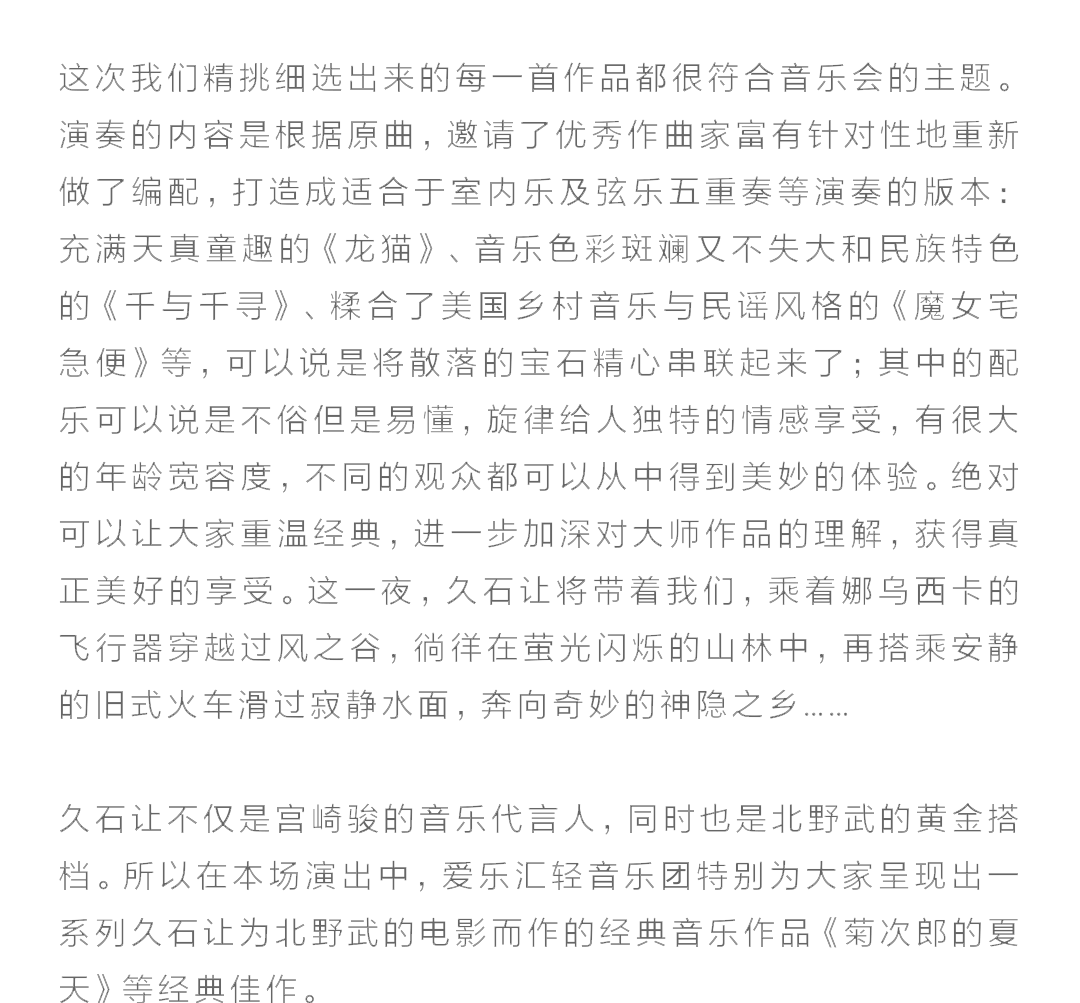 这次我们精挑细选出来的每一首作品都很符合音乐会的主题。
演奏的内容是根据原曲，邀请了优秀作曲家富有针对性地重新
做了编配，打造成适合于室内乐及弦乐五重奏等演奏的版本：
充满天真童趣的《龙猫》、音乐色彩斑斓又不失大和民族特色
的《千与千寻》、糅合了美国乡村音乐与民谣风格的《魔女宅
急便》等，可以说是将散落的宝石精心串联起来了；其中的配
乐可以说是不俗但是易懂，旋律给人独特的情感享受，有很大
的年龄宽容度，不同的观众都可以从中得到美妙的体验。绝对
可以让大家重温经典，进一步加深对大师作品的理解，获得真
正美好的享受。这一夜，久石让将带着我们，乘着娜乌西卡的
飞行器穿越过风之谷，徜徉在萤光闪烁的山林中，再搭乘安静
的旧式火车滑过寂静水面，奔向奇妙的神隐之乡……
久石让不仅是宫崎骏的音乐代言人，同时也是北野武的黄金搭
档。所以在本场演出中，爱乐汇轻音乐团特别为大家呈现出一
系列久石让为北野武的电影而作的经典音乐作品《菊次郎的夏
天》等经典佳作。